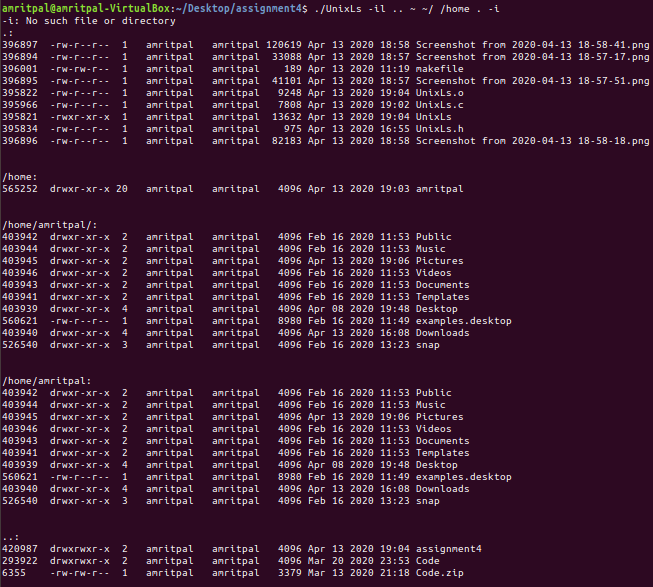 amritpal@amritpal-VirtualBox:~/Desktop/assignment4$ ./UnixLs -il .. ~ ~/ /home . -i
-i: No such file or directory
.:
396897  -rw-r--r--  1   amritpal   amritpal 120619 Apr 13 2020 18:58 Screenshot from 2020-04-13 18-58-41.png
396894  -rw-r--r--  1   amritpal   amritpal  33088 Apr 13 2020 18:57 Screenshot from 2020-04-13 18-57-17.png
396001  -rw-rw-r--  1   amritpal   amritpal    189 Apr 13 2020 11:19 makefile
396895  -rw-r--r--  1   amritpal   amritpal  41101 Apr 13 2020 18:57 Screenshot from 2020-04-13 18-57-51.png
395822  -rw-r--r--  1   amritpal   amritpal   9248 Apr 13 2020 19:04 UnixLs.o
395966  -rw-r--r--  1   amritpal   amritpal   7808 Apr 13 2020 19:02 UnixLs.c
395821  -rwxr-xr-x  1   amritpal   amritpal  13632 Apr 13 2020 19:04 UnixLs
395834  -rw-r--r--  1   amritpal   amritpal    975 Apr 13 2020 16:55 UnixLs.h
396896  -rw-r--r--  1   amritpal   amritpal  82183 Apr 13 2020 18:58 Screenshot from 2020-04-13 18-58-18.png
/home:
565252  drwxr-xr-x 20   amritpal   amritpal   4096 Apr 13 2020 19:03 amritpal
/home/amritpal/:
403942  drwxr-xr-x  2   amritpal   amritpal   4096 Feb 16 2020 11:53 Public
403944  drwxr-xr-x  2   amritpal   amritpal   4096 Feb 16 2020 11:53 Music
403945  drwxr-xr-x  2   amritpal   amritpal   4096 Apr 13 2020 19:06 Pictures
403946  drwxr-xr-x  2   amritpal   amritpal   4096 Feb 16 2020 11:53 Videos
403943  drwxr-xr-x  2   amritpal   amritpal   4096 Feb 16 2020 11:53 Documents
403941  drwxr-xr-x  2   amritpal   amritpal   4096 Feb 16 2020 11:53 Templates
403939  drwxr-xr-x  4   amritpal   amritpal   4096 Apr 08 2020 19:48 Desktop
560621  -rw-r--r--  1   amritpal   amritpal   8980 Feb 16 2020 11:49 examples.desktop
403940  drwxr-xr-x  4   amritpal   amritpal   4096 Apr 13 2020 16:08 Downloads
526540  drwxr-xr-x  3   amritpal   amritpal   4096 Feb 16 2020 13:23 snap
/home/amritpal:
403942  drwxr-xr-x  2   amritpal   amritpal   4096 Feb 16 2020 11:53 Public
403944  drwxr-xr-x  2   amritpal   amritpal   4096 Feb 16 2020 11:53 Music
403945  drwxr-xr-x  2   amritpal   amritpal   4096 Apr 13 2020 19:06 Pictures
403946  drwxr-xr-x  2   amritpal   amritpal   4096 Feb 16 2020 11:53 Videos
403943  drwxr-xr-x  2   amritpal   amritpal   4096 Feb 16 2020 11:53 Documents
403941  drwxr-xr-x  2   amritpal   amritpal   4096 Feb 16 2020 11:53 Templates
403939  drwxr-xr-x  4   amritpal   amritpal   4096 Apr 08 2020 19:48 Desktop
560621  -rw-r--r--  1   amritpal   amritpal   8980 Feb 16 2020 11:49 examples.desktop
403940  drwxr-xr-x  4   amritpal   amritpal   4096 Apr 13 2020 16:08 Downloads
526540  drwxr-xr-x  3   amritpal   amritpal   4096 Feb 16 2020 13:23 snap
..:
420987  drwxrwxr-x  2   amritpal   amritpal   4096 Apr 13 2020 19:04 assignment4
293922  drwxrwxr-x  2   amritpal   amritpal   4096 Mar 20 2020 23:53 Code
6355    -rw-rw-r--  1   amritpal   amritpal   3379 Mar 13 2020 21:18 Code.zip